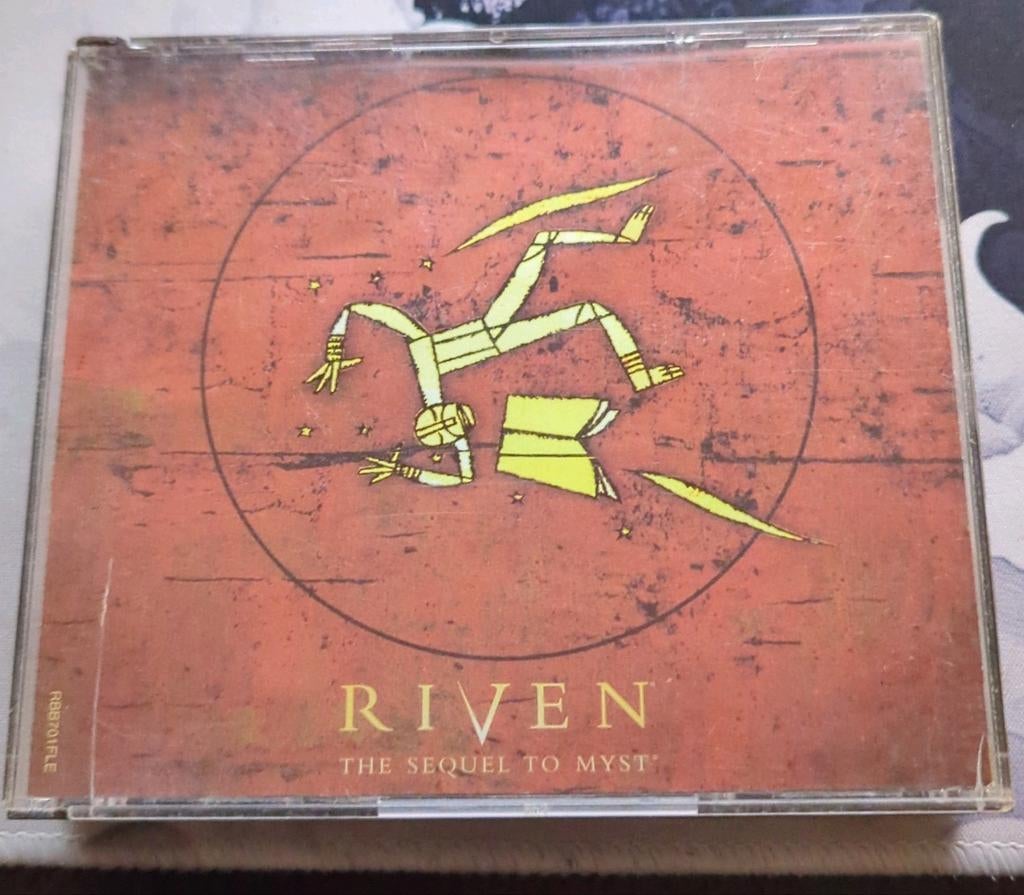 RIVEN
THE SEQUEL TO MYST®
RBB701FLE